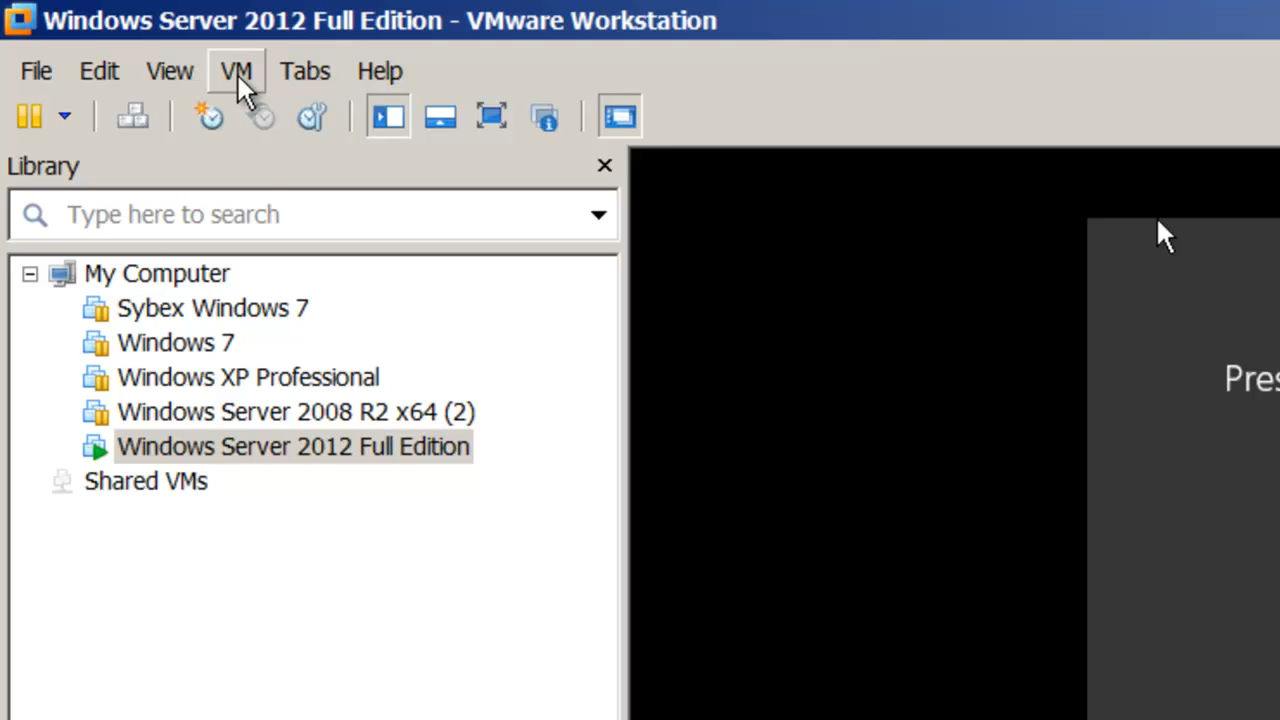 Windows Server 2012 Full Edition - VMware Workstation
File Edit View VM Tabs Help
Library
Type here to search
My Computer
Sybex Windows 7
Windows 7
Windows XP Professional
Windows Server 2008 R2 x64 (2)
Windows Server 2012 Full Edition
Shared VMs
Pres